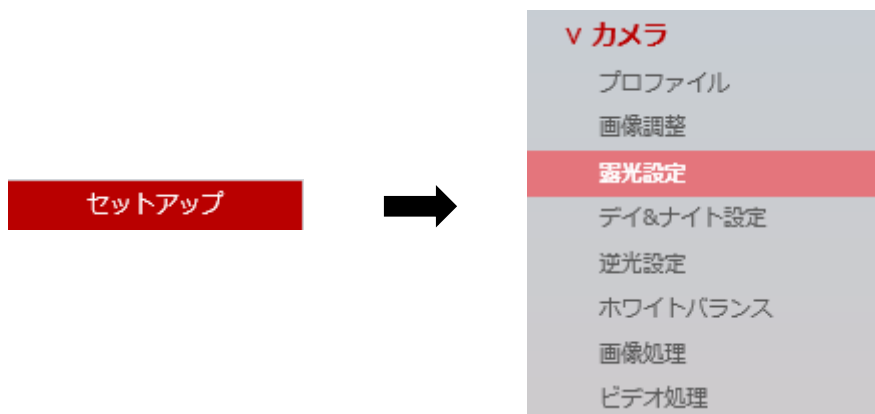 セットアップ
v カメラ
プロファイル
画像調整
露光設定
デイ&ナイト設定
逆光設定
ホワイトバランス
画像処理
ビデオ処理